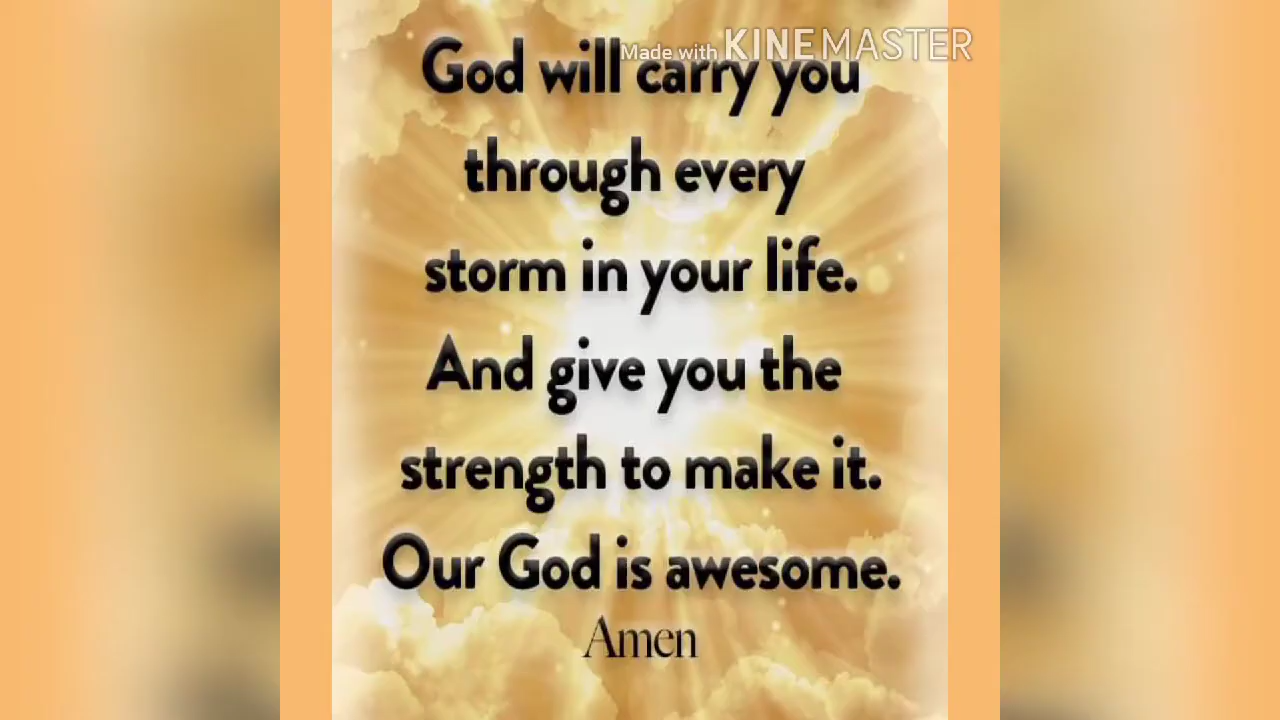 Made with KINEMASTER
God will carry you
through every
storm in your life.
And give you the
strength to make it.
Our God is awesome.
Amen